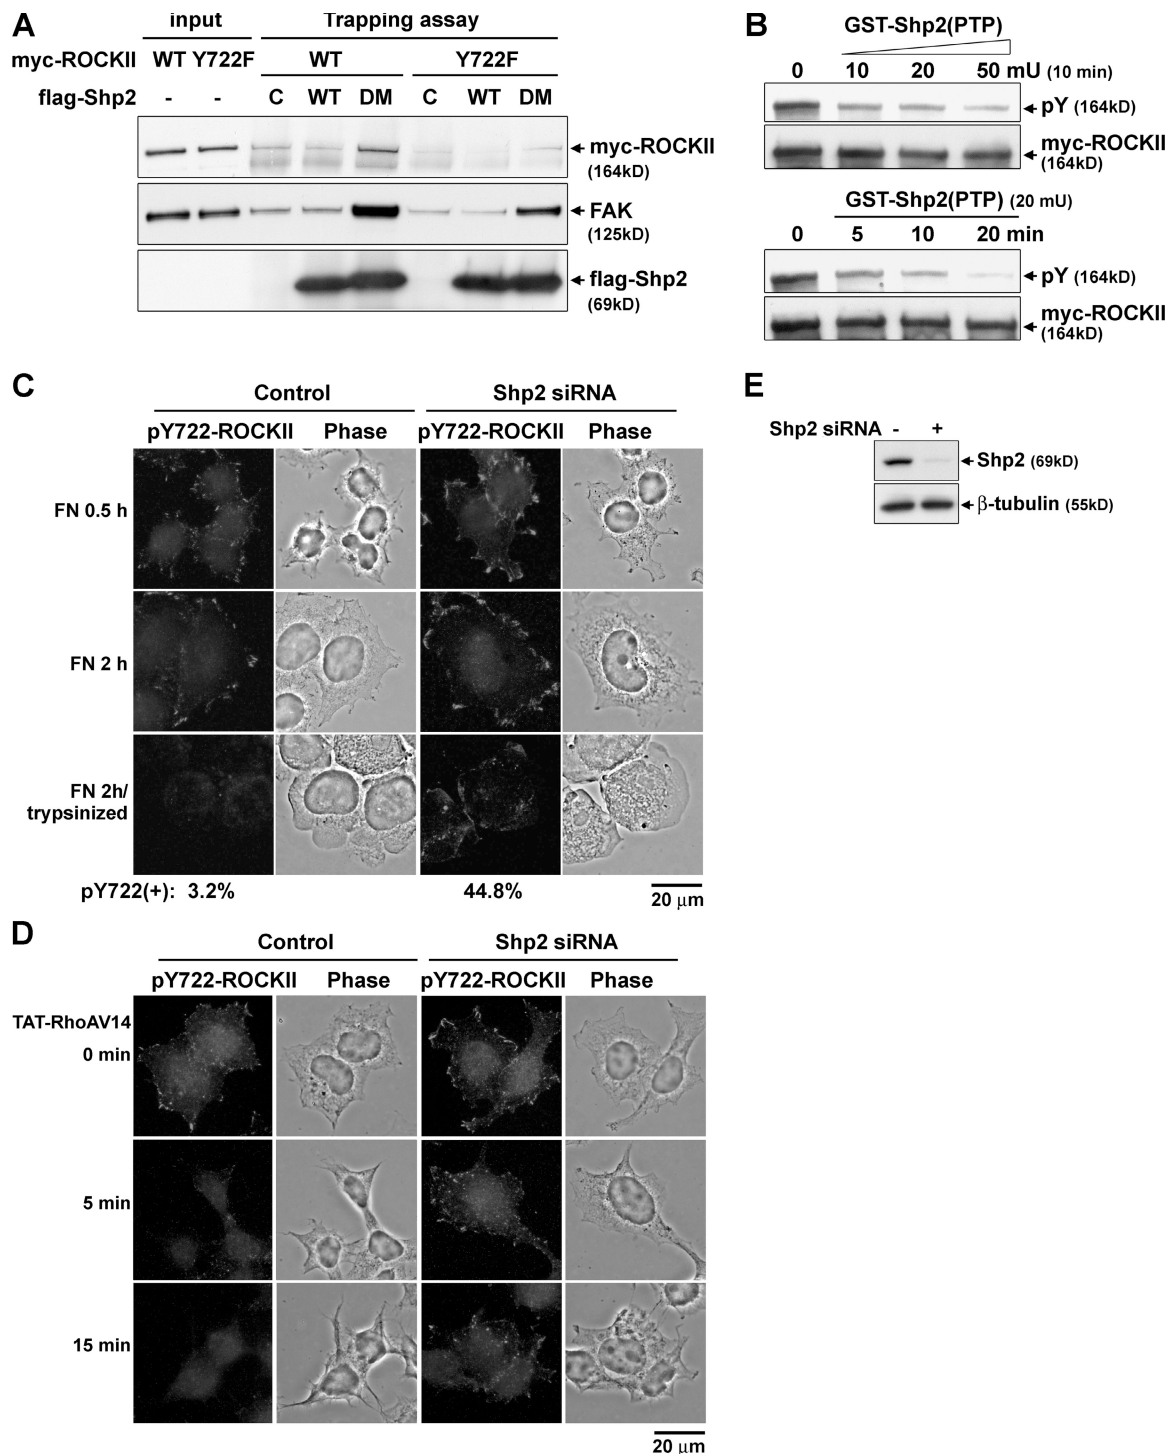 A
input Trapping assay
myc-ROCKII WT Y722F WT Y722F
flag-Shp2 - - C WT DM C WT DM
myc-ROCKII
(164kD)
FAK
(125kD)
flag-Shp2
(69kD)
B
GST-Shp2(PTP)
0 10 20 50 mU (10 min)
pY (164kD)
myc-ROCKII
(164kD)
GST-Shp2(PTP) (20 mU)
0 5 10 20 min
pY (164kD)
myc-ROCKII
(164kD)
C
Control Shp2 siRNA
pY722-ROCKII Phase pY722-ROCKII Phase
FN 0.5 h
FN 2 h
FN 2h/
trypsinized
pY722(+): 3.2% 44.8%
20 μm
E
Shp2 siRNA - +
Shp2 (69kD)
β-tubulin (55kD)
D
Control Shp2 siRNA
pY722-ROCKII Phase pY722-ROCKII Phase
TAT-RhoAV14
0 min
5 min
15 min
20 μm